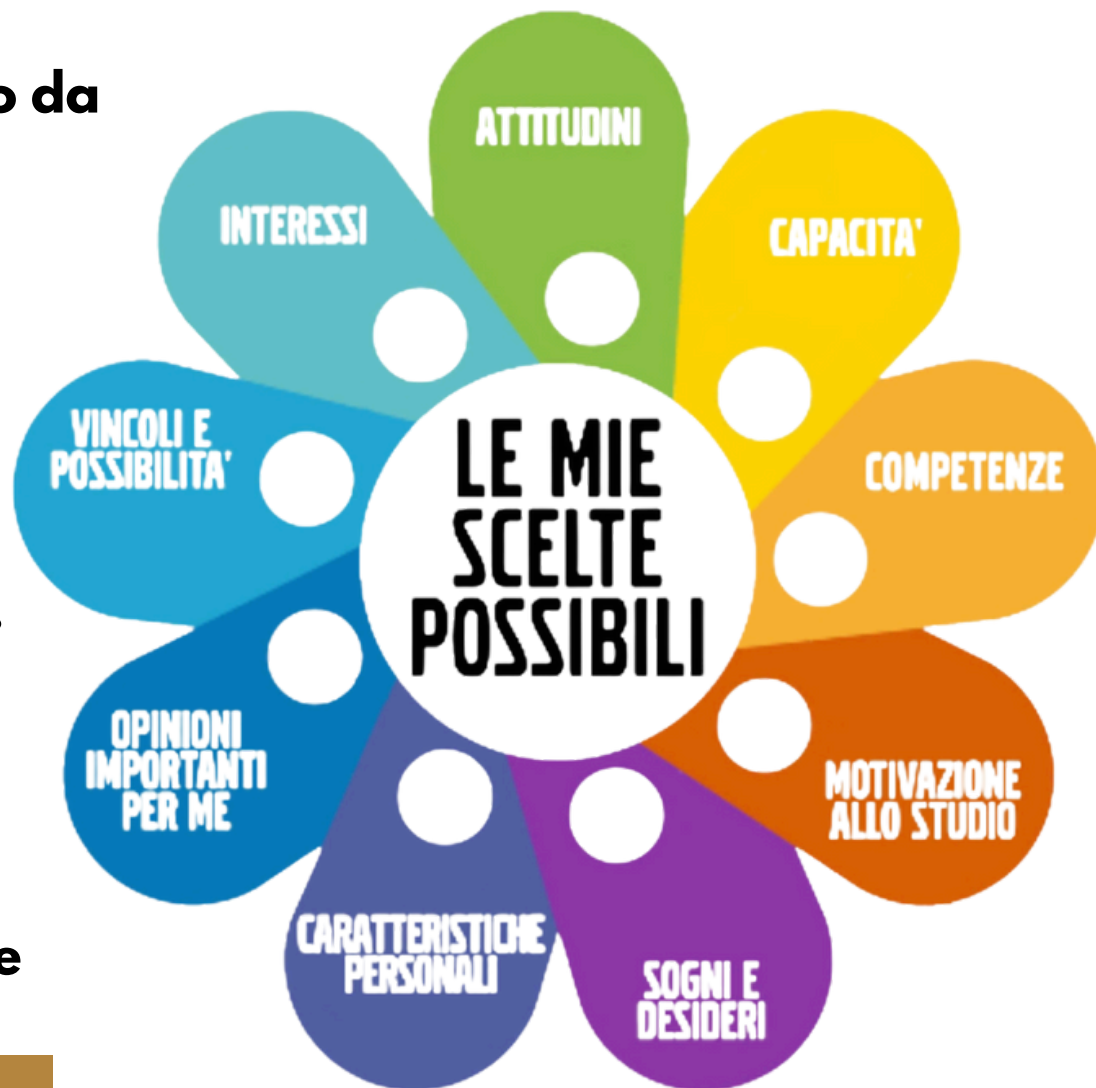 o da
ATTITUDINI
INTERESSI
CAPACITA'
VINCOLI E
POSSIBILITA'
LE MIE
SCELTE
POSSIBILI
COMPETENZE
OPINIONI
IMPORTANTI
PER ME
MOTIVAZIONE
ALLO STUDIO
CARATTERISTICHE
PERSONALI
e
SOGNI E
DESIDERI